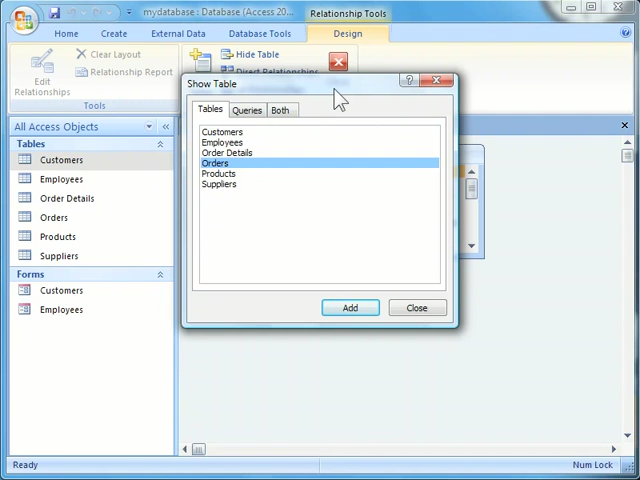 mydatabase : Database (Access 20...
Relationship Tools
Home
Create
External Data
Database Tools
Design
Edit
Relationships
Clear Layout
Relationship Report
Tools
Hide Table
Direct Relationships
Show Table
Tables
Queries
Both
Customers
Employees
Order Details
Orders
Products
Suppliers
Add
Close
All Access Objects
Tables
Customers
Employees
Order Details
Orders
Products
Suppliers
Forms
Customers
Employees
Ready
Num Lock